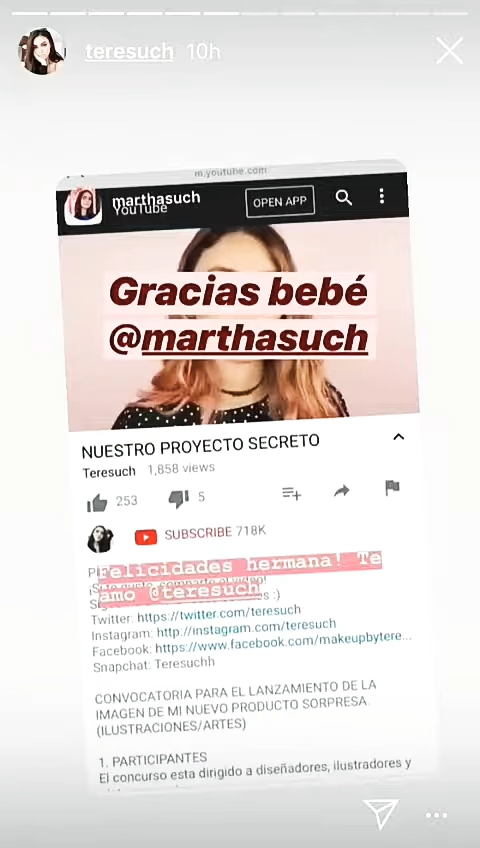 teresuch 10h
m.youtube.com
marthasuch
YouTube
OPEN APP
Gracias bebé
@marthasuch
NUESTRO PROYECTO SECRETO
Teresuch 1,858 views
253 5
SUBSCRIBE 718K
Felicidades hermana! Te
amo @teresuch
:)
Twitter: https://twitter.com/teresuch
Instagram: http://instagram.com/teresuch
Facebook: https://www.facebook.com/makeupbytere...
Snapchat: Teresuchh
CONVOCATORIA PARA EL LANZAMIENTO DE LA
IMAGEN DE MI NUEVO PRODUCTO SORPRESA.
(ILUSTRACIONES/ARTES)
1. PARTICIPANTES
El concurso esta dirigido a diseñadores, ilustradores y